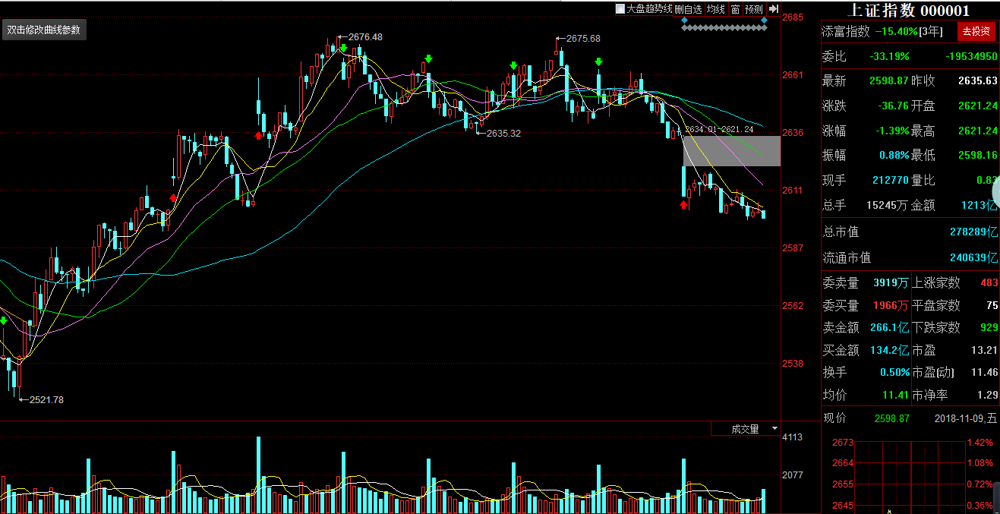 大盘趋势线 删自选 均线 窗 预测
上证指数 000001
双击修改曲线参数
2685
2676.48
2675.68
2661
2635.32
2636
2634.01-2621.24
2611
2587
2562
2538
2521.78
成交量
4113
2077
添富指数 -15.40%[3年] 去投资
委比 -33.19% -19534950
最新 2598.87 昨收 2635.63
涨跌 -36.76 开盘 2621.24
涨幅 -1.39% 最高 2621.24
振幅 0.88% 最低 2598.16
现手 212770 量比 0.83
总手 15245万 金额 1213亿
总市值 278289亿
流通市值 240639亿
委卖量 3919万 上涨家数 483
委买量 1966万 平盘家数 75
卖金额 266.1亿 下跌家数 929
买金额 134.2亿 市盈 13.21
换手 0.50% 市盈(动) 11.46
均价 11.41 市净率 1.29
现价 2598.87 2018-11-09,五
2673 1.42%
2664 1.08%
2655 0.72%
2645 0.36%